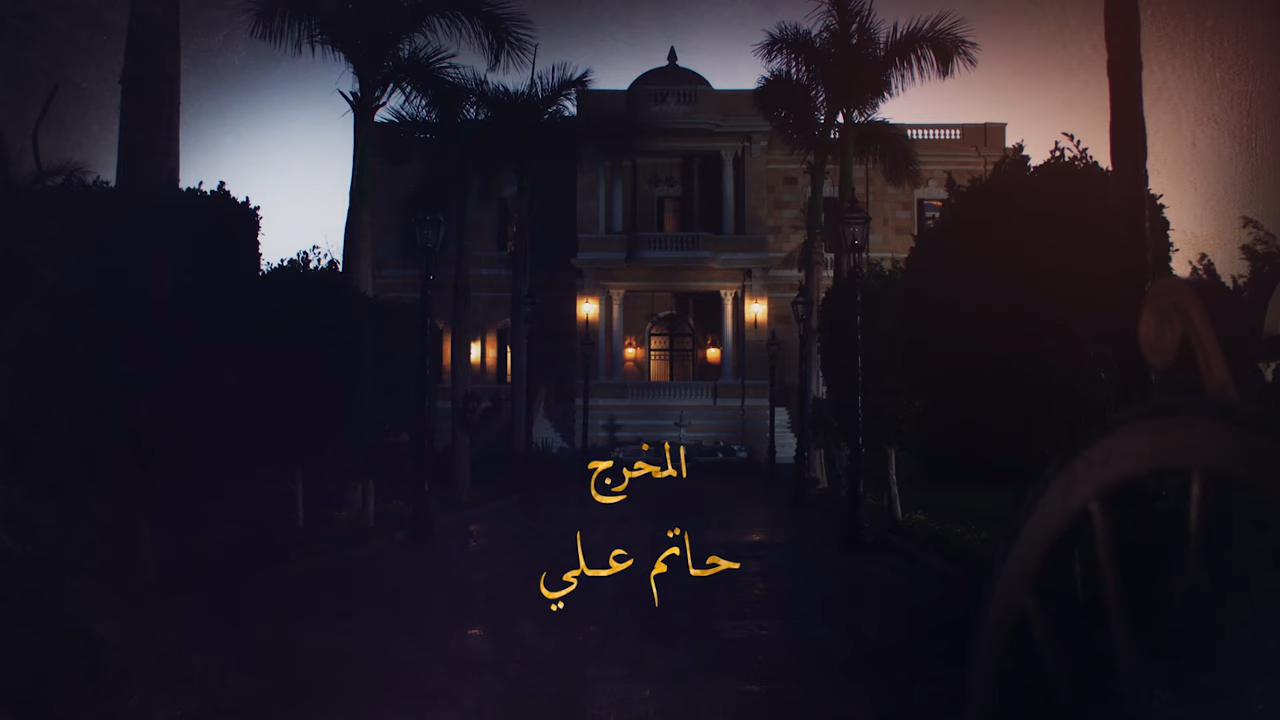 المخرج
حاتم علي